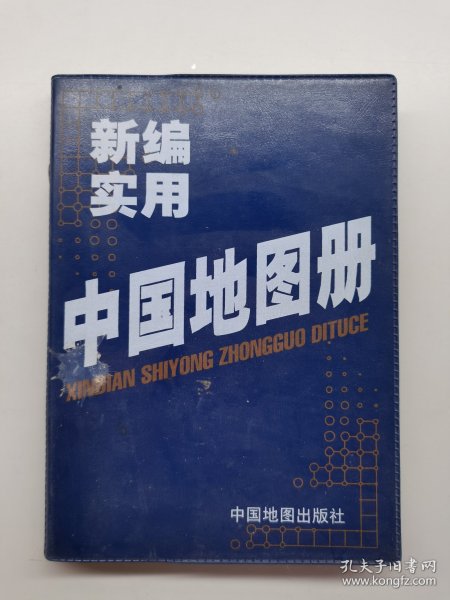 新编
实用
中国地图册
XINBIAN SHIYONG ZHONGGUO DITUCE
中国地图出版社
孔夫子旧书网
www.kongfz.com